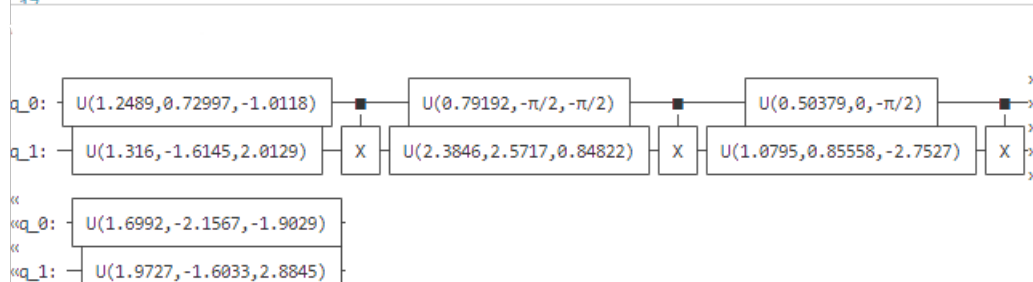 q_0: U(1.2489,0.72997,-1.0118) ■ U(0.79192,-π/2,-π/2) ■ U(0.50379,0,-π/2) ■ »
q_1: U(1.316,-1.6145,2.0129) X U(2.3846,2.5717,0.84822) X U(1.0795,0.85558,-2.7527) X »
«
«q_0: U(1.6992,-2.1567,-1.9029)
«
«q_1: U(1.9727,-1.6033,2.8845)